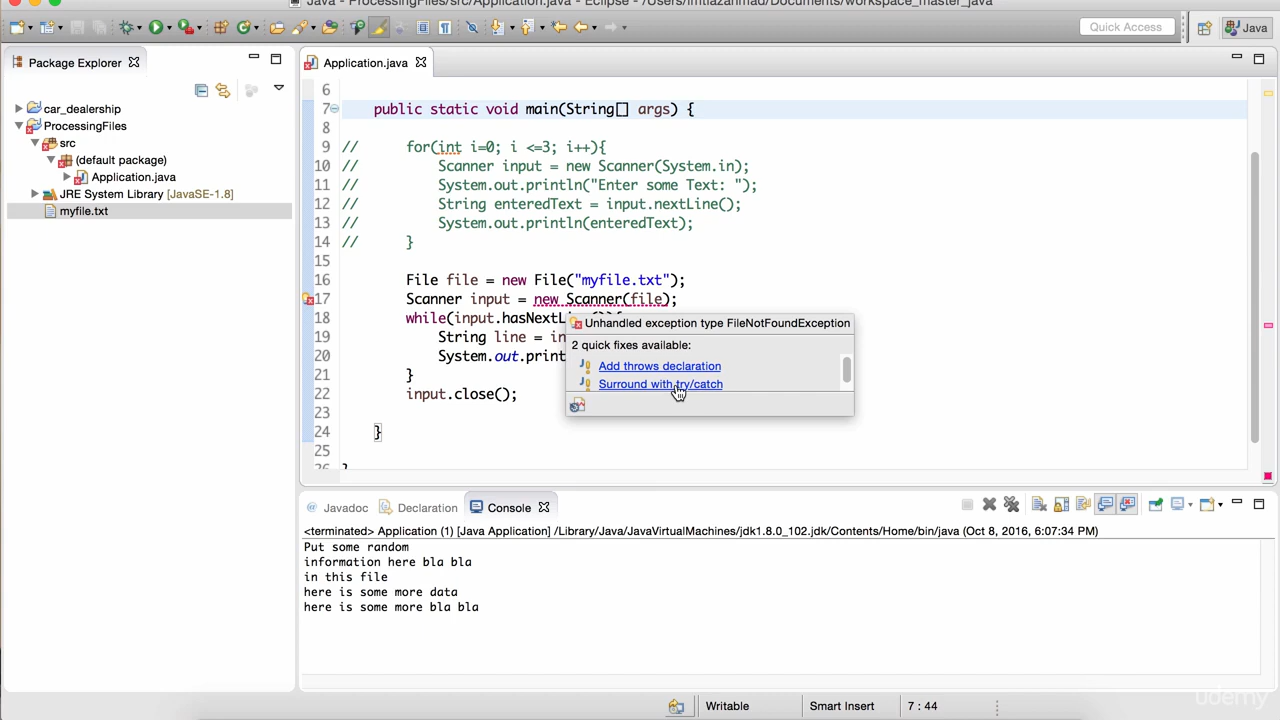 Java - ProcessingFiles/src/Application.java - Eclipse - /Users/imtiazahmad/Documents/workspace_master_java
Quick Access
Java
Package Explorer
car_dealership
ProcessingFiles
src
(default package)
Application.java
JRE System Library [JavaSE-1.8]
myfile.txt
Application.java
6
7 public static void main(String[] args) {
8
9 // for(int i=0; i <=3; i++){
10 // Scanner input = new Scanner(System.in);
11 // System.out.println("Enter some Text: ");
12 // String enteredText = input.nextLine();
13 // System.out.println(enteredText);
14 // }
15
16 File file = new File("myfile.txt");
17 Scanner input = new Scanner(file);
18 while(input.hasNextL
19 String line = in
20 System.out.print
21 }
22 input.close();
23
24 }
25
26 }
Unhandled exception type FileNotFoundException
2 quick fixes available:
Add throws declaration
Surround with try/catch
@ Javadoc Declaration Console
<terminated> Application (1) [Java Application] /Library/Java/JavaVirtualMachines/jdk1.8.0_102.jdk/Contents/Home/bin/java (Oct 8, 2016, 6:07:34 PM)
Put some random
information here bla bla
in this file
here is some more data
here is some more bla bla
Writable
Smart Insert
7 : 44
udemy